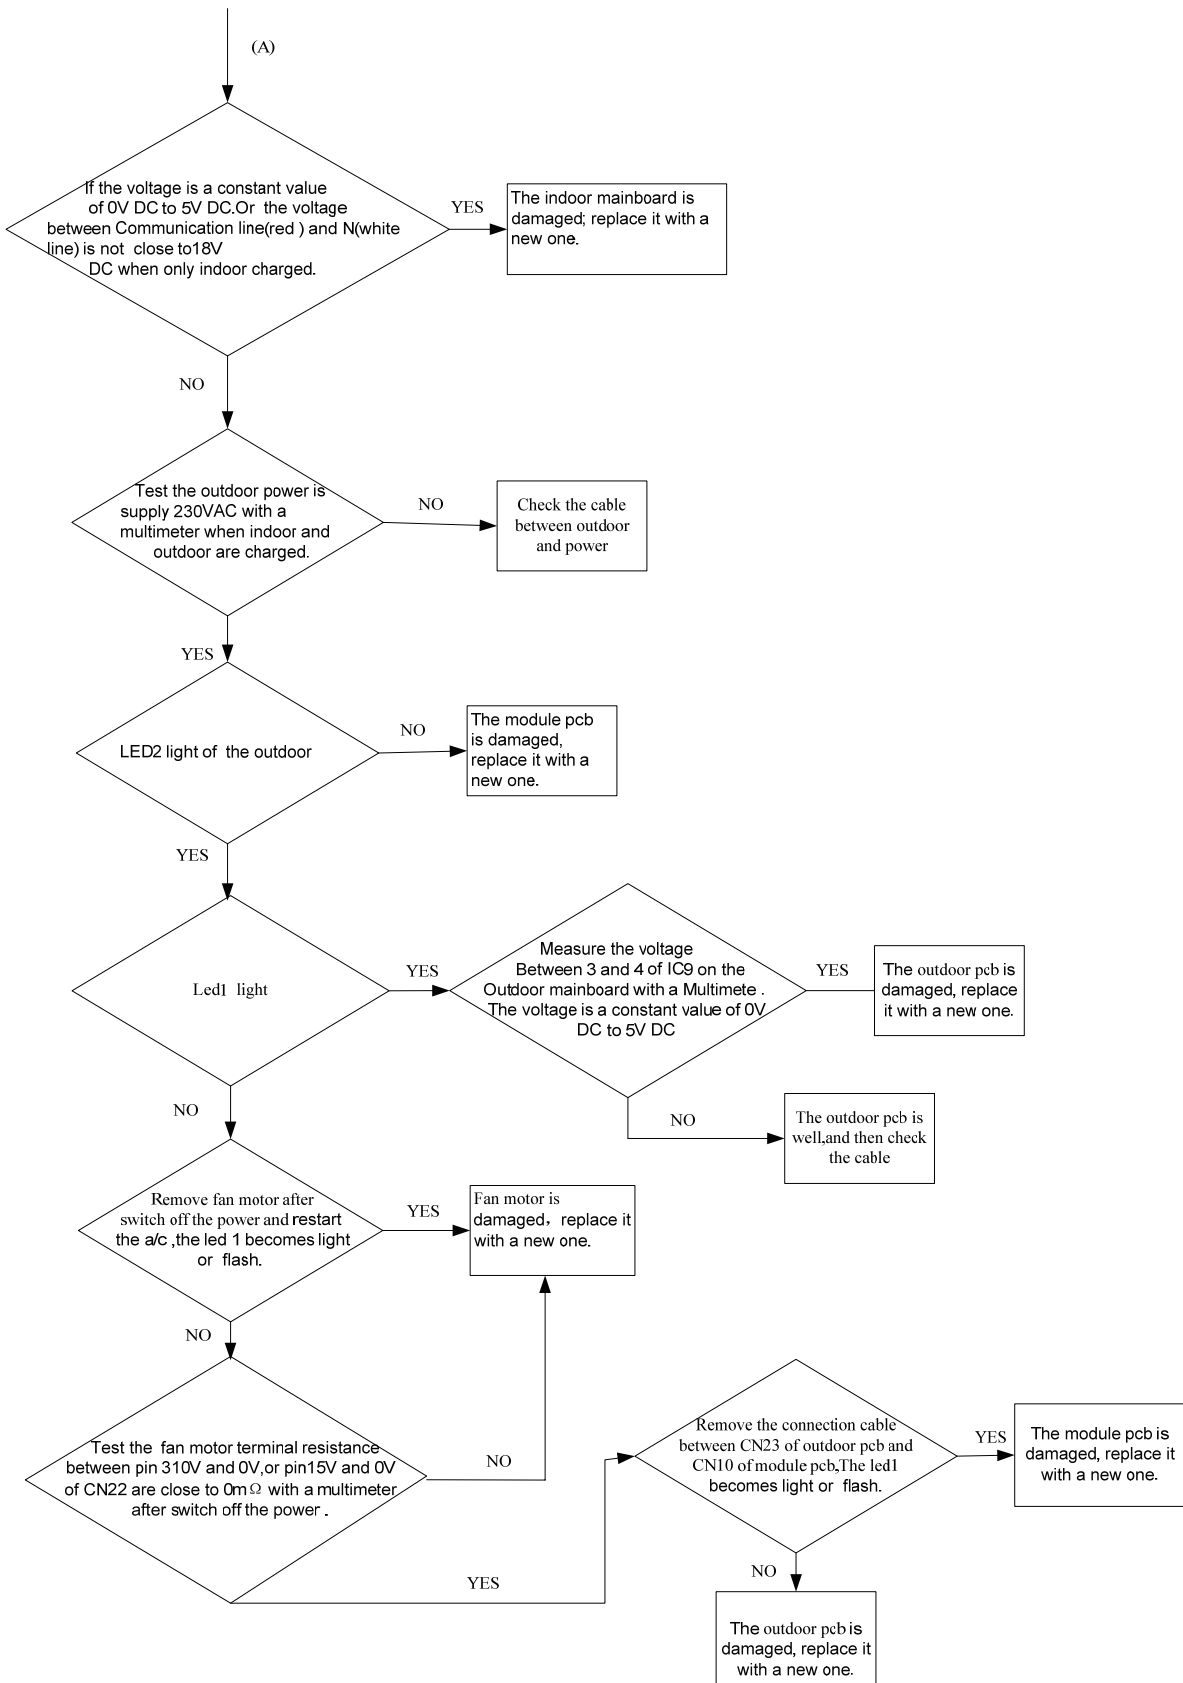 (A)
If the voltage is a constant value
of 0V DC to 5V DC.Or the voltage
between Communication line(red ) and N(white
line) is not close to18V
DC when only indoor charged.
YES
The indoor mainboard is
damaged; replace it with a
new one.
NO
Test the outdoor power is
supply 230VAC with a
multimeter when indoor and
outdoor are charged.
NO
Check the cable
between outdoor
and power
YES
LED2 light of the outdoor
NO
The module pcb
is damaged,
replace it with a
new one.
YES
Led1 light
YES
Measure the voltage
Between 3 and 4 of IC9 on the
Outdoor mainboard with a Multimete .
The voltage is a constant value of 0V
DC to 5V DC
YES
The outdoor pcb is
damaged, replace
it with a new one.
NO
The outdoor pcb is
well,and then check
the cable
NO
Remove fan motor after
switch off the power and restart
the a/c ,the led 1 becomes light
or flash.
YES
Fan motor is
damaged，replace it
with a new one.
NO
Test the fan motor terminal resistance
between pin 310V and 0V,or pin15V and 0V
of CN22 are close to 0mΩ with a multimeter
after switch off the power .
NO
YES
Remove the connection cable
between CN23 of outdoor pcb and
CN10 of module pcb,The led1
becomes light or flash.
YES
The module pcb is
damaged, replace it
with a new one.
NO
The outdoor pcb is
damaged, replace it
with a new one.